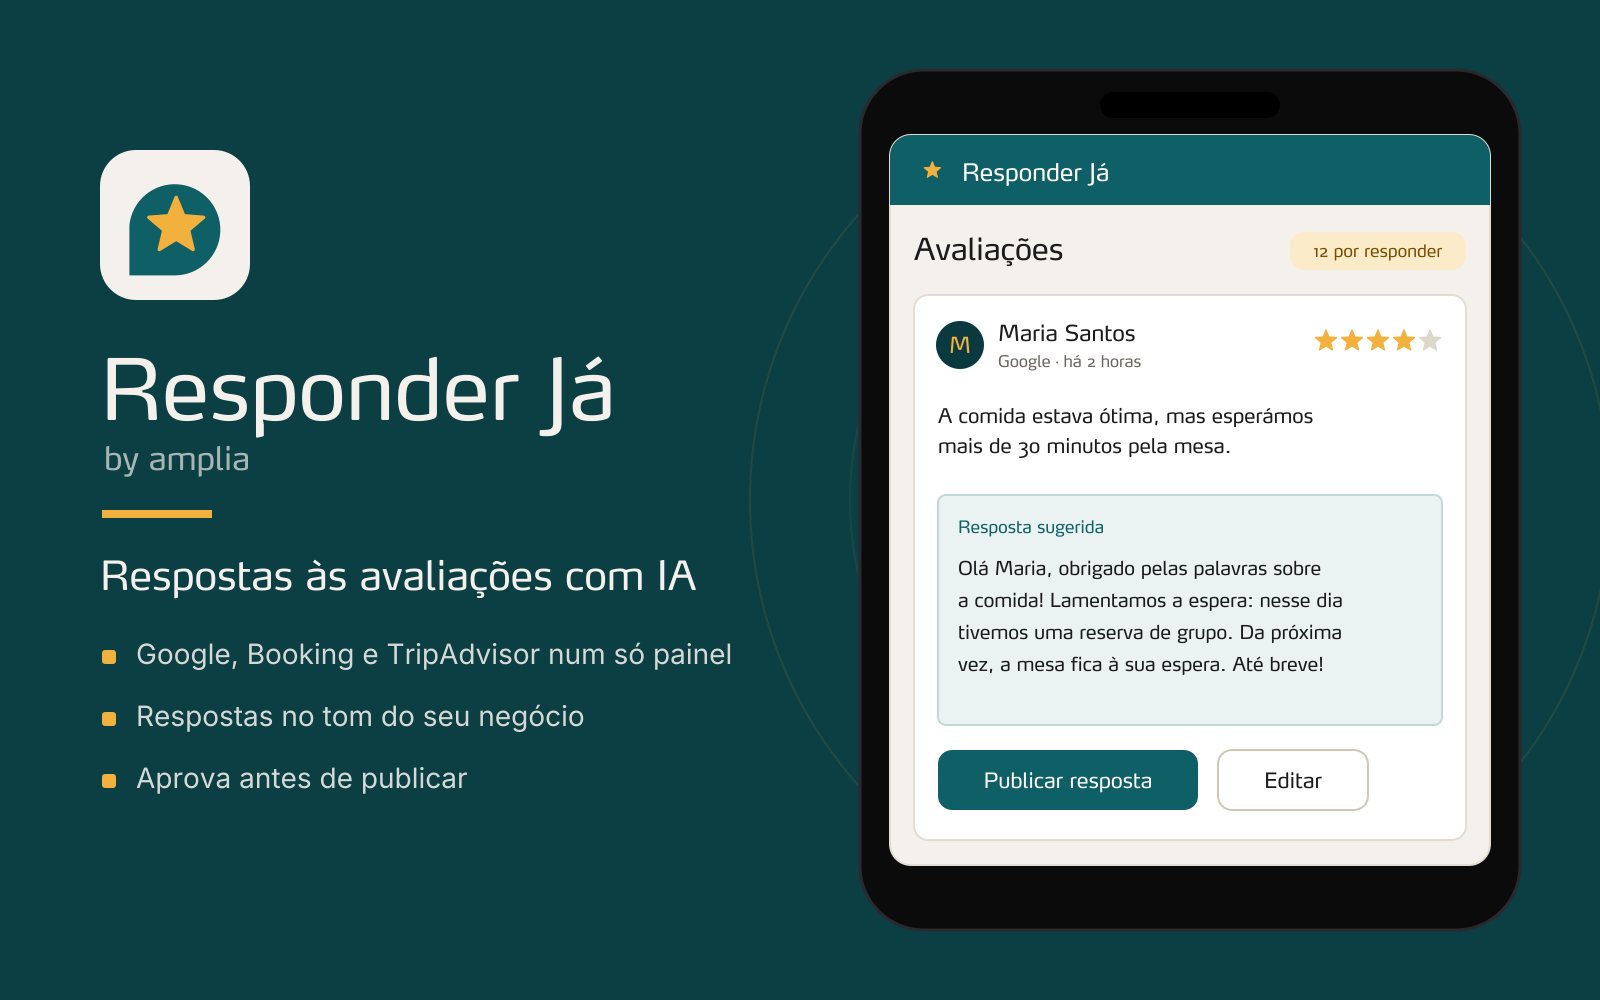 Responder Já
by amplia
Respostas às avaliações com IA
Google, Booking e TripAdvisor num só painel
Respostas no tom do seu negócio
Aprova antes de publicar
Responder Já
Avaliações
12 por responder
M
Maria Santos
Google · há 2 horas
A comida estava ótima, mas esperámos
mais de 30 minutos pela mesa.
Resposta sugerida
Olá Maria, obrigado pelas palavras sobre
a comida! Lamentamos a espera: nesse dia
tivemos uma reserva de grupo. Da próxima
vez, a mesa fica à sua espera. Até breve!
Publicar resposta
Editar